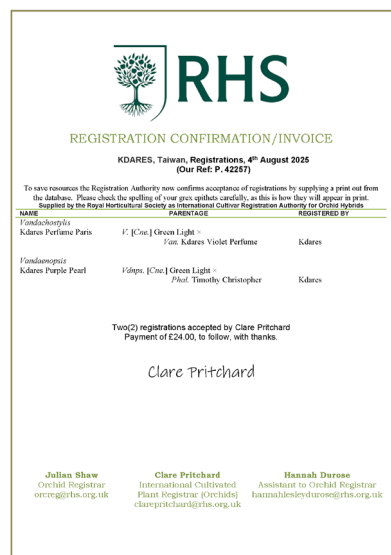 RHS
REGISTRATION CONFIRMATION/INVOICE
KDARES, Taiwan, Registrations, 4th August 2025
(Our Ref: P. 42257)
To save resources the Registration Authority now confirms acceptance of registrations by supplying a print out from
the database. Please check the spelling of your grex epithets carefully, as this is how they will appear in print.
Supplied by the Royal Horticultural Society as International Cultivar Registration Authority for Orchid Hybrids
NAME PARENTAGE REGISTERED BY
Vandachostylis
Kdares Perfume Paris V. [Cne.] Green Light ×
Van. Kdares Violet Perfume Kdares
Vandaenopsis
Kdares Purple Pearl Vdnps. [Cne.] Green Light ×
Phal. Timothy Christopher Kdares
Two(2) registrations accepted by Clare Pritchard
Payment of £24.00, to follow, with thanks.
Clare Pritchard
Julian Shaw Clare Pritchard Hannah Durose
Orchid Registrar International Cultivated Assistant to Orchid Registrar
orcreg@rhs.org.uk Plant Registrar (Orchids) hannahlesleydurose@rhs.org.uk
clarepritchard@rhs.org.uk